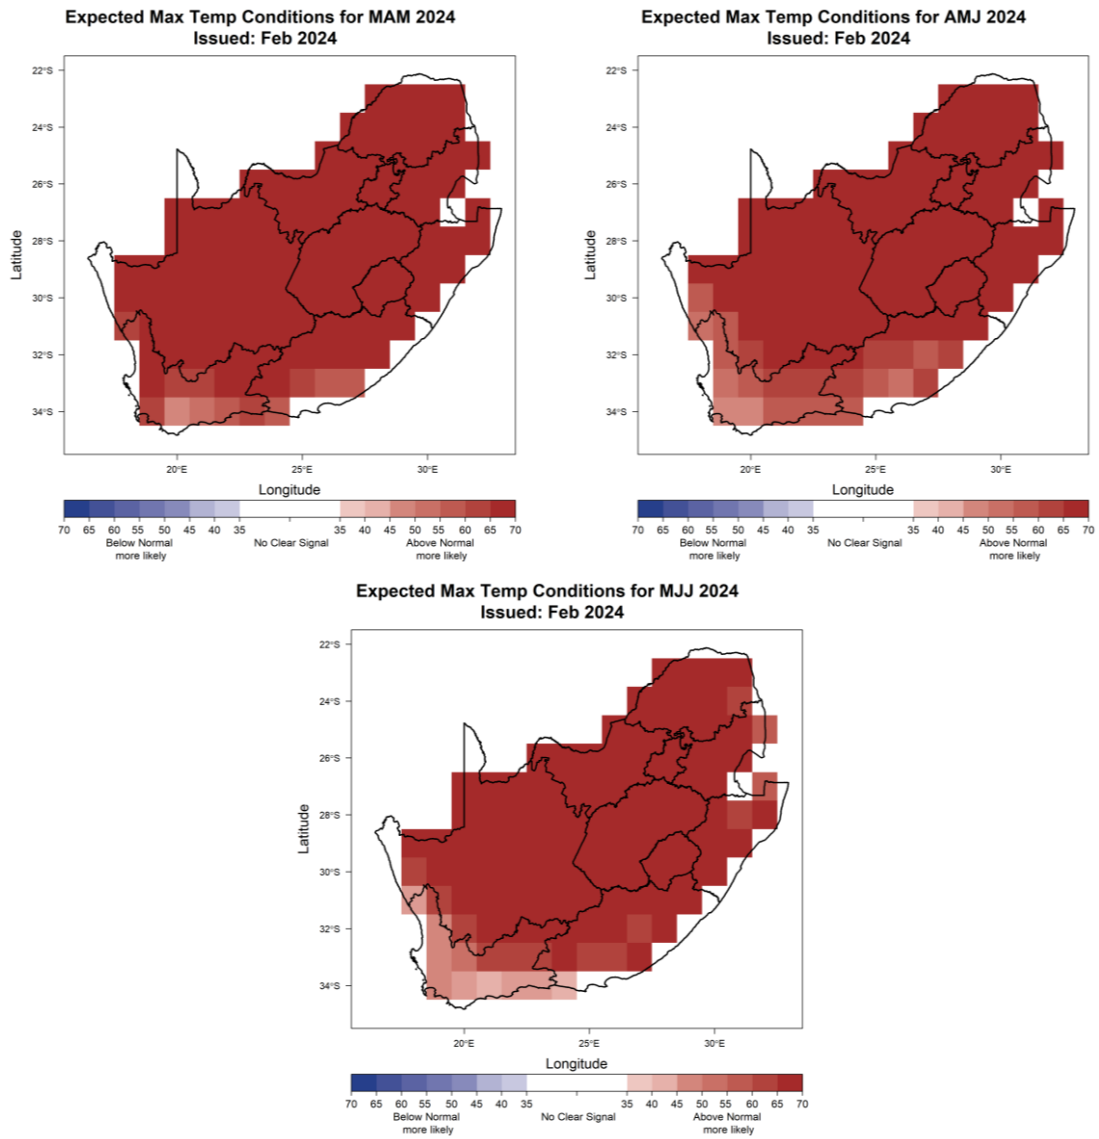 Expected Max Temp Conditions for MAM 2024
Issued: Feb 2024
22°S
24°S
26°S
28°S
30°S
32°S
34°S
Latitude
20°E 25°E 30°E
Longitude
70 65 60 55 50 45 40 35 35 40 45 50 55 60 65 70
Below Normal No Clear Signal Above Normal
more likely more likely
Expected Max Temp Conditions for AMJ 2024
Issued: Feb 2024
22°S
24°S
26°S
28°S
30°S
32°S
34°S
Latitude
20°E 25°E 30°E
Longitude
70 65 60 55 50 45 40 35 35 40 45 50 55 60 65 70
Below Normal No Clear Signal Above Normal
more likely more likely
Expected Max Temp Conditions for MJJ 2024
Issued: Feb 2024
22°S
24°S
26°S
28°S
30°S
32°S
34°S
Latitude
20°E 25°E 30°E
Longitude
70 65 60 55 50 45 40 35 35 40 45 50 55 60 65 70
Below Normal No Clear Signal Above Normal
more likely more likely